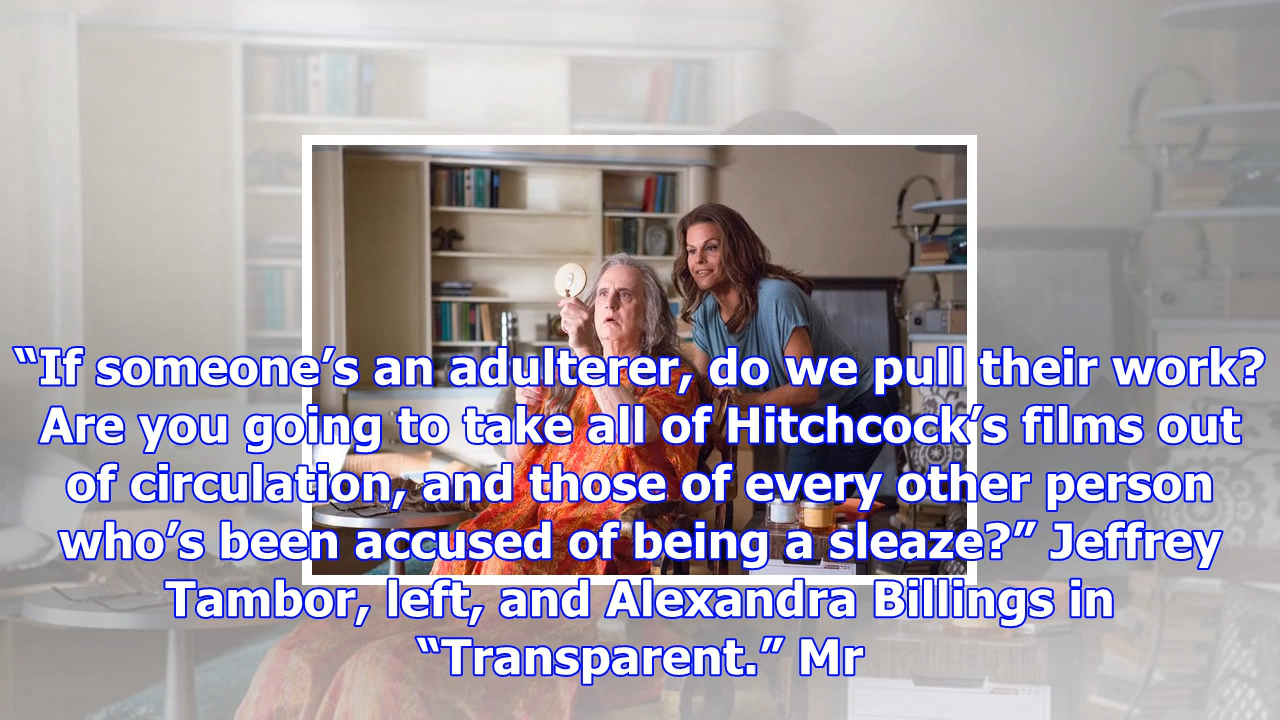 “If someone’s an adulterer, do we pull their work?
Are you going to take all of Hitchcock’s films out
of circulation, and those of every other person
who’s been accused of being a sleaze?” Jeffrey
Tambor, left, and Alexandra Billings in
“Transparent.” Mr